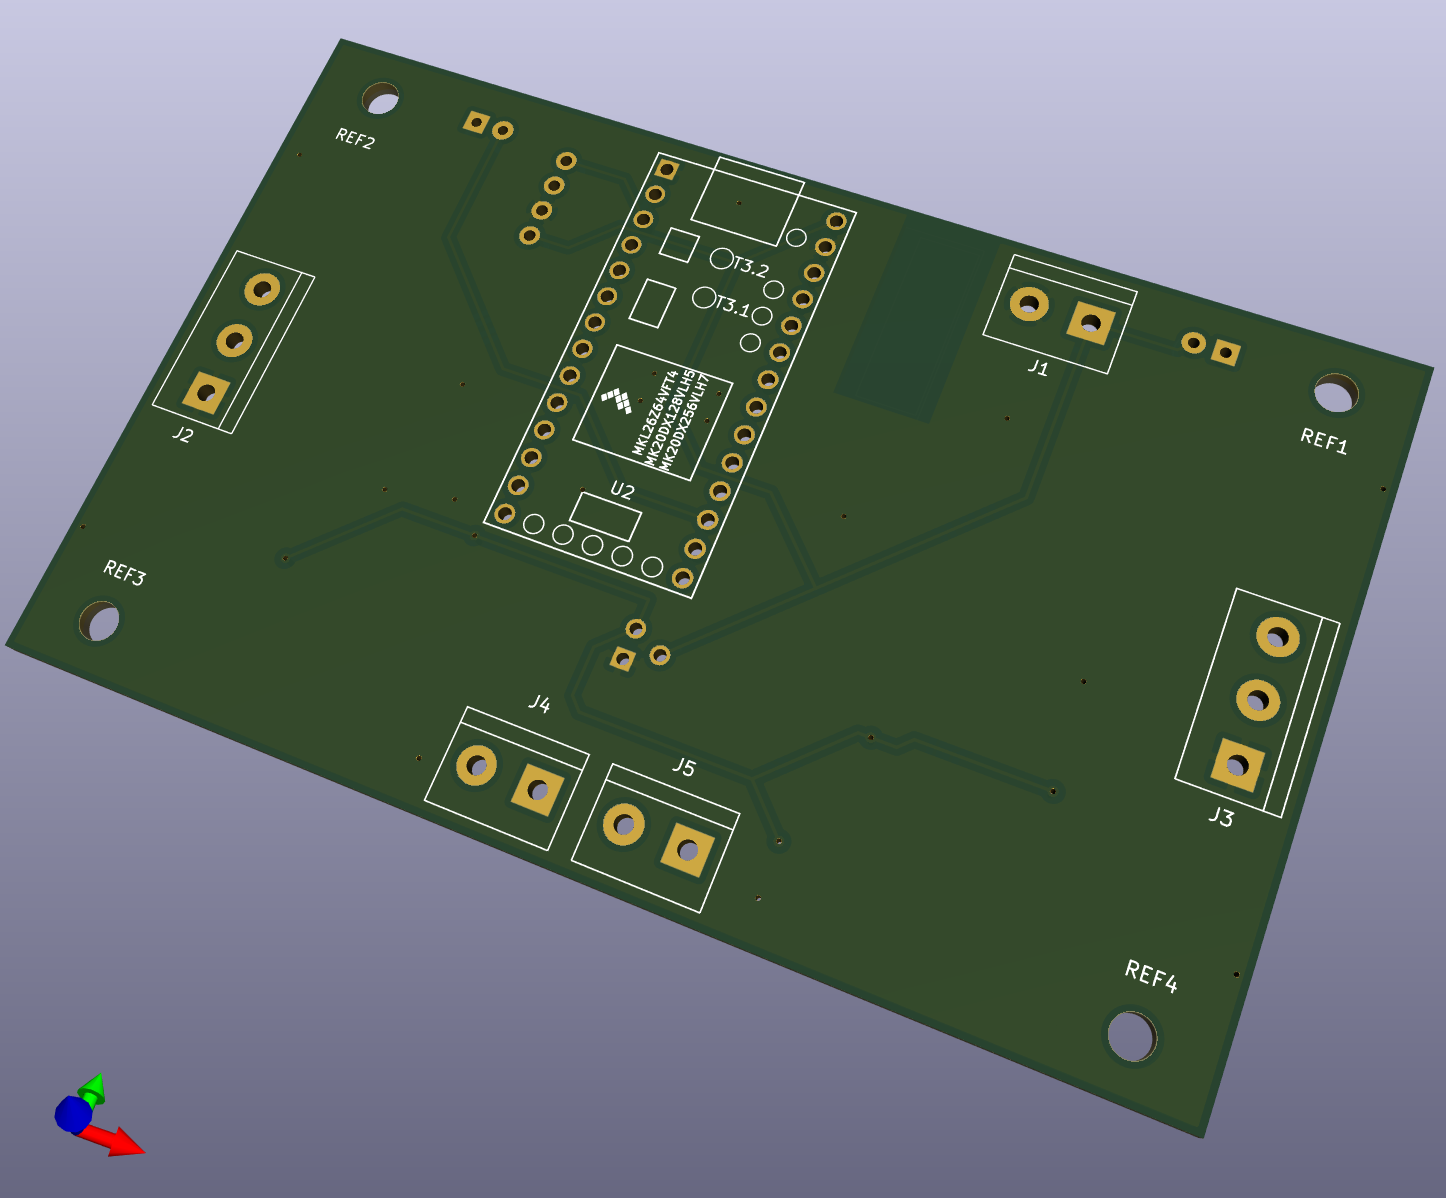 REF2
T3.2
T3.1
J1
MKL26Z64VFT4
MK20DX128VLH5
MK20DX256VLH7
J2
REF1
U2
REF3
J4
J5
J3
REF4